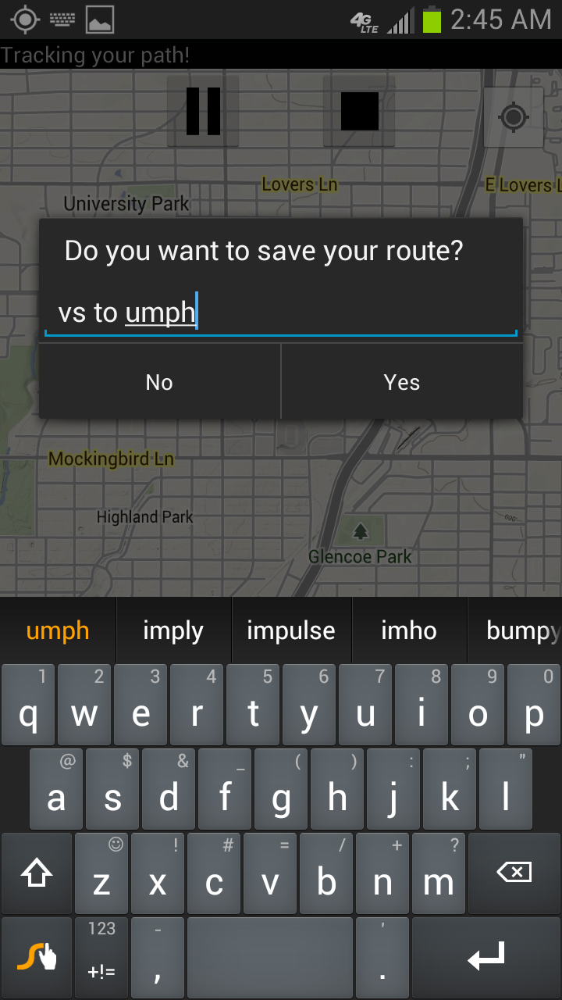 4G LTE 2:45 AM
Tracking your path!
Lovers Ln
E Lovers L
University Park
Do you want to save your route?
vs to umph
No Yes
Mockingbird Ln
Highland Park
Glencoe Park
umph imply impulse imho bumpy
1 2 3 4 5 6 7 8 9 0
q w e r t y u i o p
@ $ & _ ( ) : ; "
a s d f g h j k l
! # = / + ?
z x c v b n m
123 - '
+!= , .